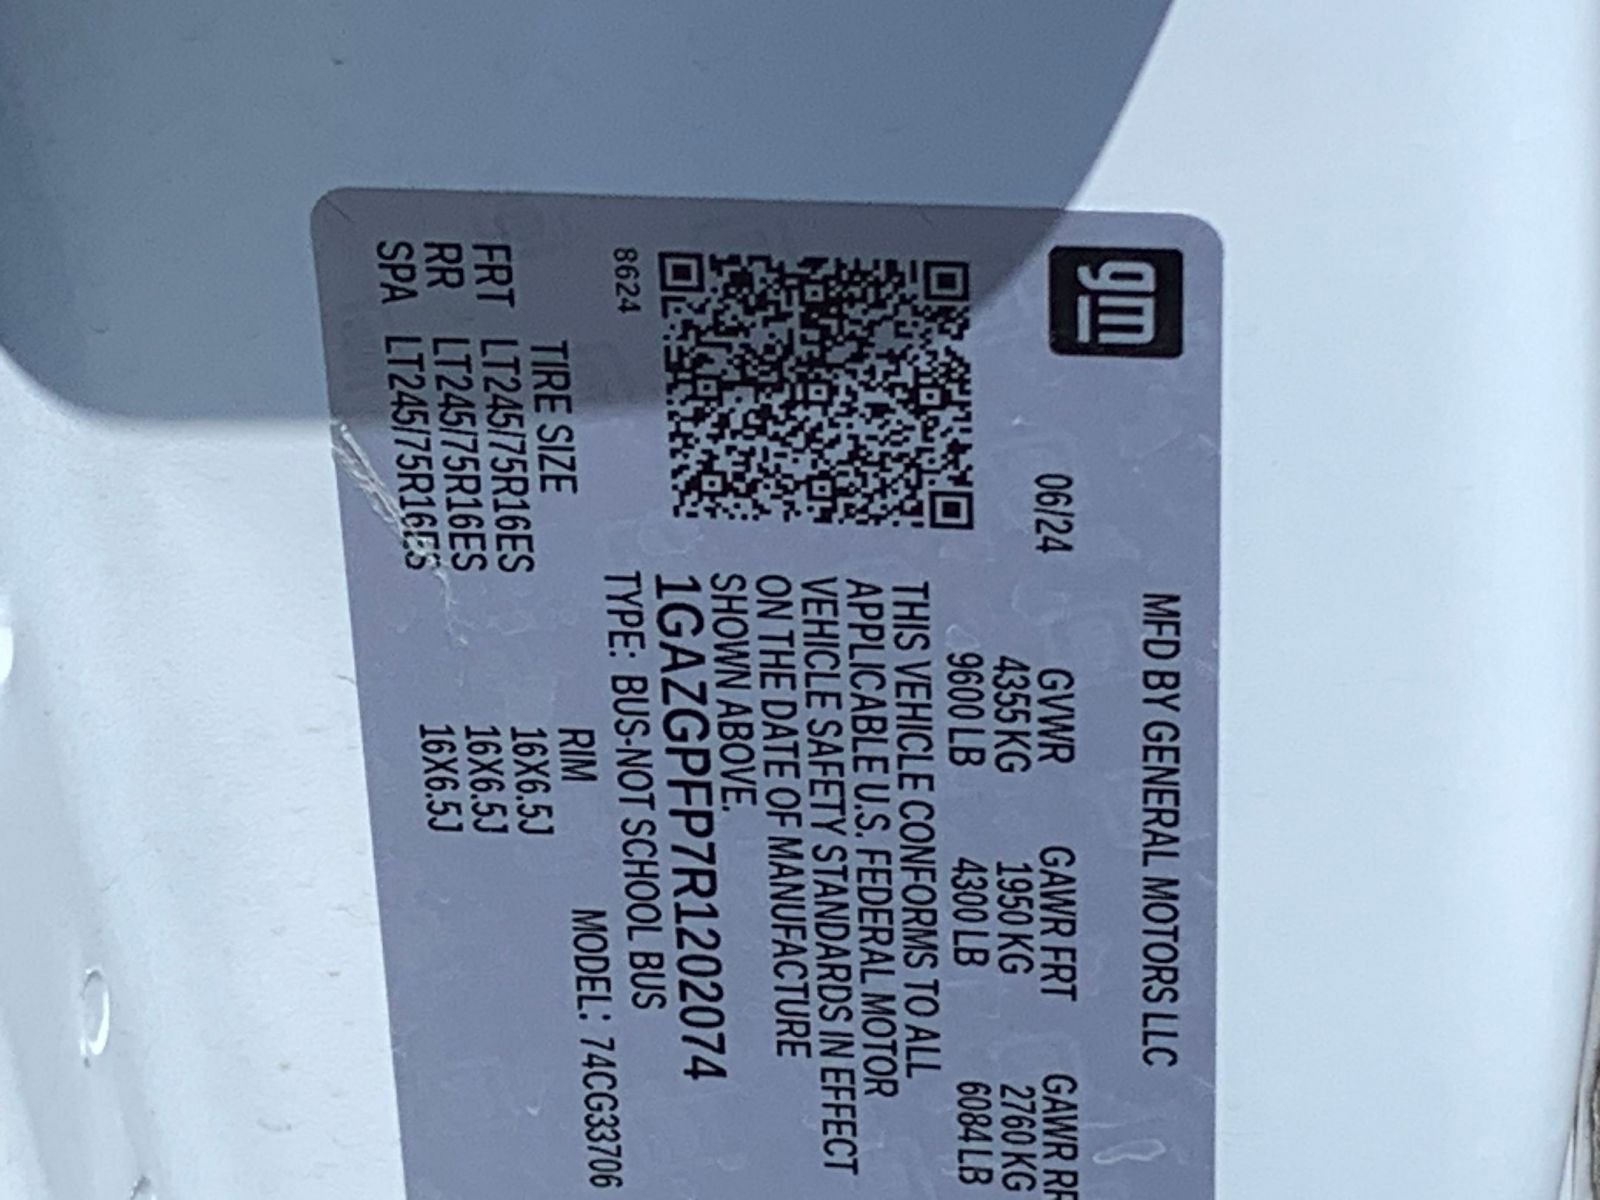 gm
MFD BY GENERAL MOTORS LLC
06/24 GVWR GAWR FRT GAWR RR
4355 KG 1950 KG 2760 KG
9600 LB 4300 LB 6084 LB
THIS VEHICLE CONFORMS TO ALL
APPLICABLE U.S. FEDERAL MOTOR
VEHICLE SAFETY STANDARDS IN EFFECT
ON THE DATE OF MANUFACTURE
SHOWN ABOVE.
1GAZGPFP7R1202074
8624 TYPE: BUS-NOT SCHOOL BUS
MODEL: 74CG33706
TIRE SIZE RIM
FRT LT245/75R16ES 16X6.5J
RR LT245/75R16ES 16X6.5J
SPA LT245/75R16ES 16X6.5J